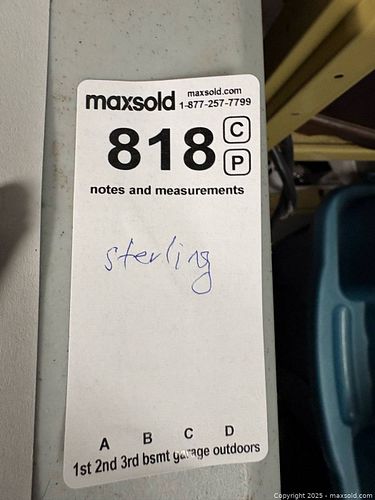 maxsold maxsold.com
1-877-257-7799
818 C
P
notes and measurements
sterling
A B C D
1st 2nd 3rd bsmt garage outdoors
Copyright 2025 - maxsold.com